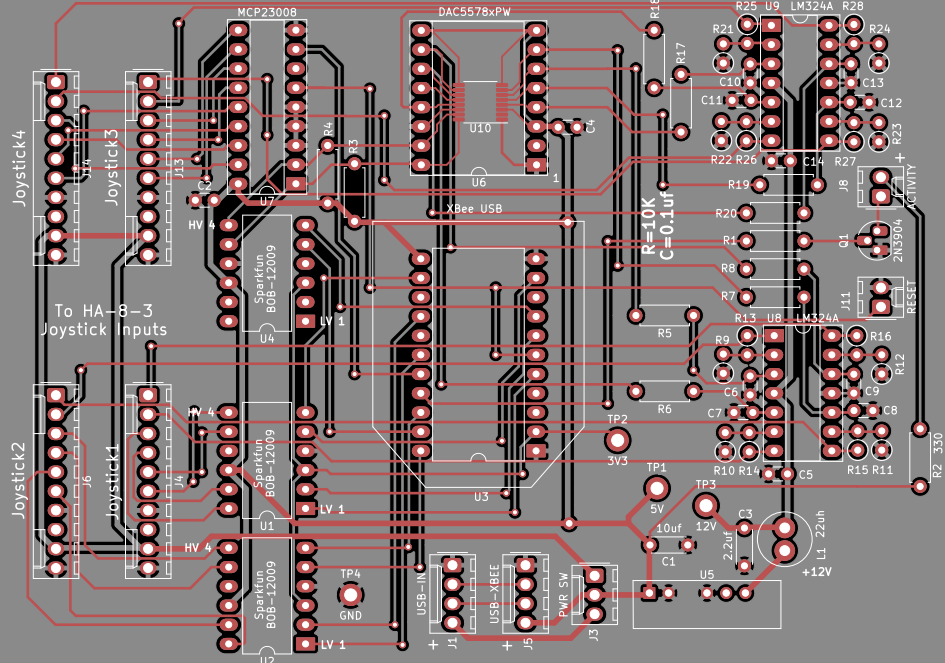 MCP23008
DAC5578xPW
R18
R25
U9
LM324A
R28
R21
R24
R17
C10
C13
C11
C12
Joystick4
J14
Joystick3
J13
R4
R3
U10
C4
R23
R22
R26
R27
C14
U7
U6
1
C2
HV 4
XBee USB
R=10K
C=0.1uf
R19
J8
+
ACTIVITY
R20
R1
Q1
2N3904
Sparkfun
BOB-12009
R8
R7
J11
RESET
To HA-8-3
Joystick Inputs
LV 1
U4
R5
R13
U8
LM324A
R16
R9
R12
R6
C6
C9
C7
C8
HV 4
TP2
3V3
Joystick2
J6
Joystick1
J4
Sparkfun
BOB-12009
R10
R14
R15
R11
R2
330
C5
U3
TP1
5V
TP3
12V
LV 1
U1
C3
2.2uf
22uh
L1
+12V
10uf
C1
HV 4
Sparkfun
BOB-12009
TP4
GND
USB-IN
J1
+
USB-XBEE
J5
+
PWR SW
J3
U5
LV 1
U2